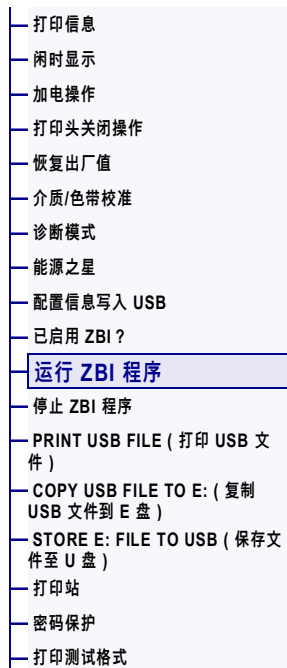 打印信息
闲时显示
加电操作
打印头关闭操作
恢复出厂值
介质/色带校准
诊断模式
能源之星
配置信息写入 USB
已启用 ZBI？
运行 ZBI 程序
停止 ZBI 程序
PRINT USB FILE ( 打印 USB 文
件 )
COPY USB FILE TO E: ( 复制
USB 文件到 E 盘 )
STORE E: FILE TO USB ( 保存文
件至 U 盘 )
打印站
密码保护
打印测试格式